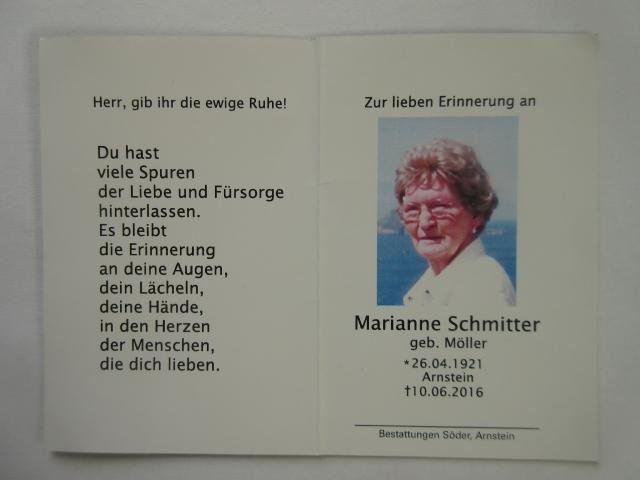 Herr, gib ihr die ewige Ruhe!
Du hast
viele Spuren
der Liebe und Fürsorge
hinterlassen.
Es bleibt
die Erinnerung
an deine Augen,
dein Lächeln,
deine Hände,
in den Herzen
der Menschen,
die dich lieben.
Zur lieben Erinnerung an
Marianne Schmitter
geb. Möller
*26.04.1921
Arnstein
†10.06.2016
Bestattungen Söder, Arnstein